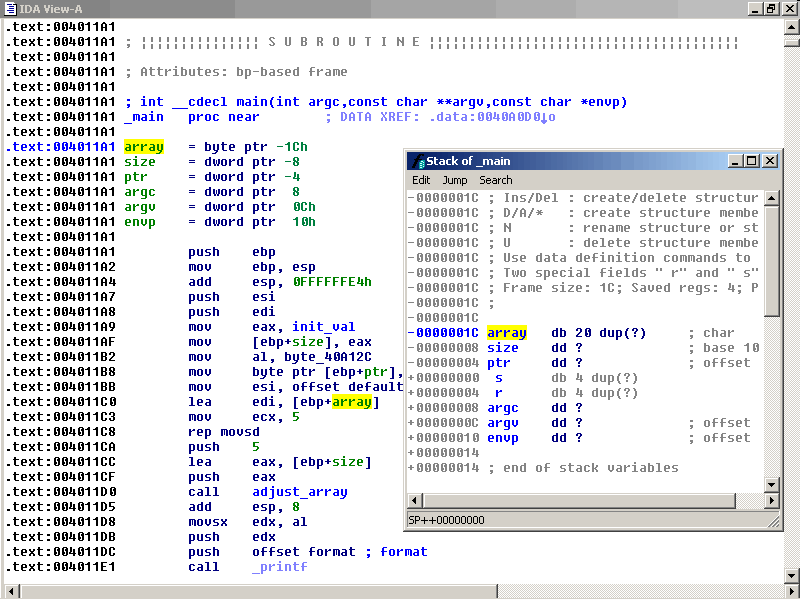 IDA View-A
.text:004011A1
.text:004011A1 ; ¦¦¦¦¦¦¦¦¦¦¦¦¦¦¦ S U B R O U T I N E ¦¦¦¦¦¦¦¦¦¦¦¦¦¦¦¦¦¦¦¦¦¦¦¦¦¦¦¦¦¦¦¦¦¦¦¦¦¦¦
.text:004011A1
.text:004011A1 ; Attributes: bp-based frame
.text:004011A1
.text:004011A1 ; int __cdecl main(int argc,const char **argv,const char *envp)
.text:004011A1 _main proc near ; DATA XREF: .data:0040A0D0↓o
.text:004011A1
.text:004011A1 array = byte ptr -1Ch
.text:004011A1 size = dword ptr -8
.text:004011A1 ptr = dword ptr -4
.text:004011A1 argc = dword ptr 8
.text:004011A1 argv = dword ptr 0Ch
.text:004011A1 envp = dword ptr 10h
.text:004011A1
.text:004011A1 push ebp
.text:004011A2 mov ebp, esp
.text:004011A4 add esp, 0FFFFFFE4h
.text:004011A7 push esi
.text:004011A8 push edi
.text:004011A9 mov eax, init_val
.text:004011AF mov [ebp+size], eax
.text:004011B2 mov al, byte_40A12C
.text:004011B8 mov byte ptr [ebp+ptr],
.text:004011BB mov esi, offset default
.text:004011C0 lea edi, [ebp+array]
.text:004011C3 mov ecx, 5
.text:004011C8 rep movsd
.text:004011CA push 5
.text:004011CC lea eax, [ebp+size]
.text:004011CF push eax
.text:004011D0 call adjust_array
.text:004011D5 add esp, 8
.text:004011D8 movsx edx, al
.text:004011DB push edx
.text:004011DC push offset format ; format
.text:004011E1 call _printf
Stack of _main
Edit Jump Search
-0000001C ; Ins/Del : create/delete structur
-0000001C ; D/A/* : create structure membe
-0000001C ; N : rename structure or st
-0000001C ; U : delete structure membe
-0000001C ; Use data definition commands to
-0000001C ; Two special fields " r" and " s"
-0000001C ; Frame size: 1C; Saved regs: 4; P
-0000001C ;
-0000001C
-0000001C array db 20 dup(?) ; char
-00000008 size dd ? ; base 10
-00000004 ptr dd ? ; offset
+00000000 s db 4 dup(?)
+00000004 r db 4 dup(?)
+00000008 argc dd ?
+0000000C argv dd ? ; offset
+00000010 envp dd ? ; offset
+00000014
+00000014 ; end of stack variables
SP++00000000